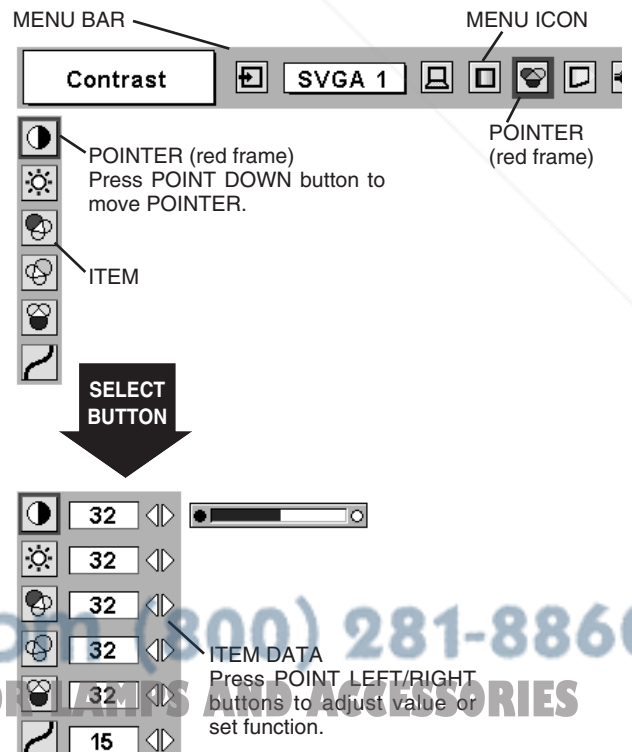 MENU BAR
MENU ICON
Contrast
SVGA 1
POINTER
(red frame)
POINTER (red frame)
Press POINT DOWN button to
move POINTER.
ITEM
SELECT
BUTTON
32
32
32
32
32
15
ITEM DATA
Press POINT LEFT/RIGHT
buttons to adjust value or
set function.
(800) 281-8860
LAMPS AND ACCESSORIES